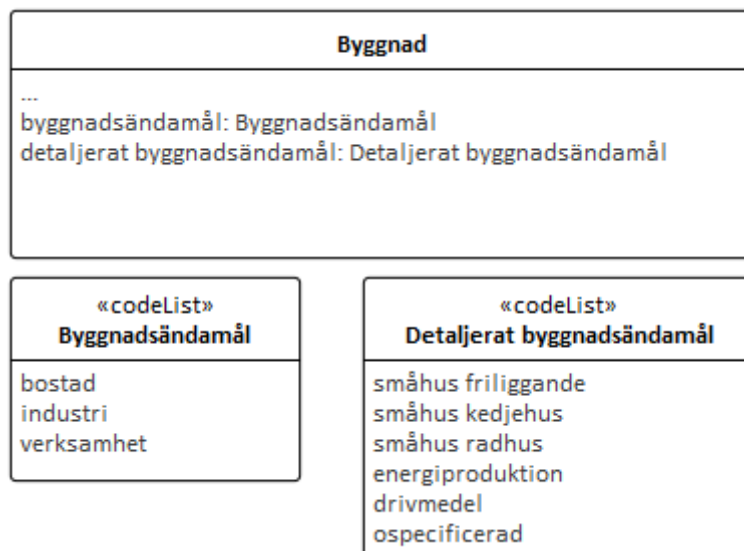 Byggnad
...
byggnadsändamål: Byggnadsändamål
detaljerat byggnadsändamål: Detaljerat byggnadsändamål
«codeList»
Byggnadsändamål
bostad
industri
verksamhet
«codeList»
Detaljerat byggnadsändamål
småhus friliggande
småhus kedjehus
småhus radhus
energiproduktion
drivmedel
ospecificerad